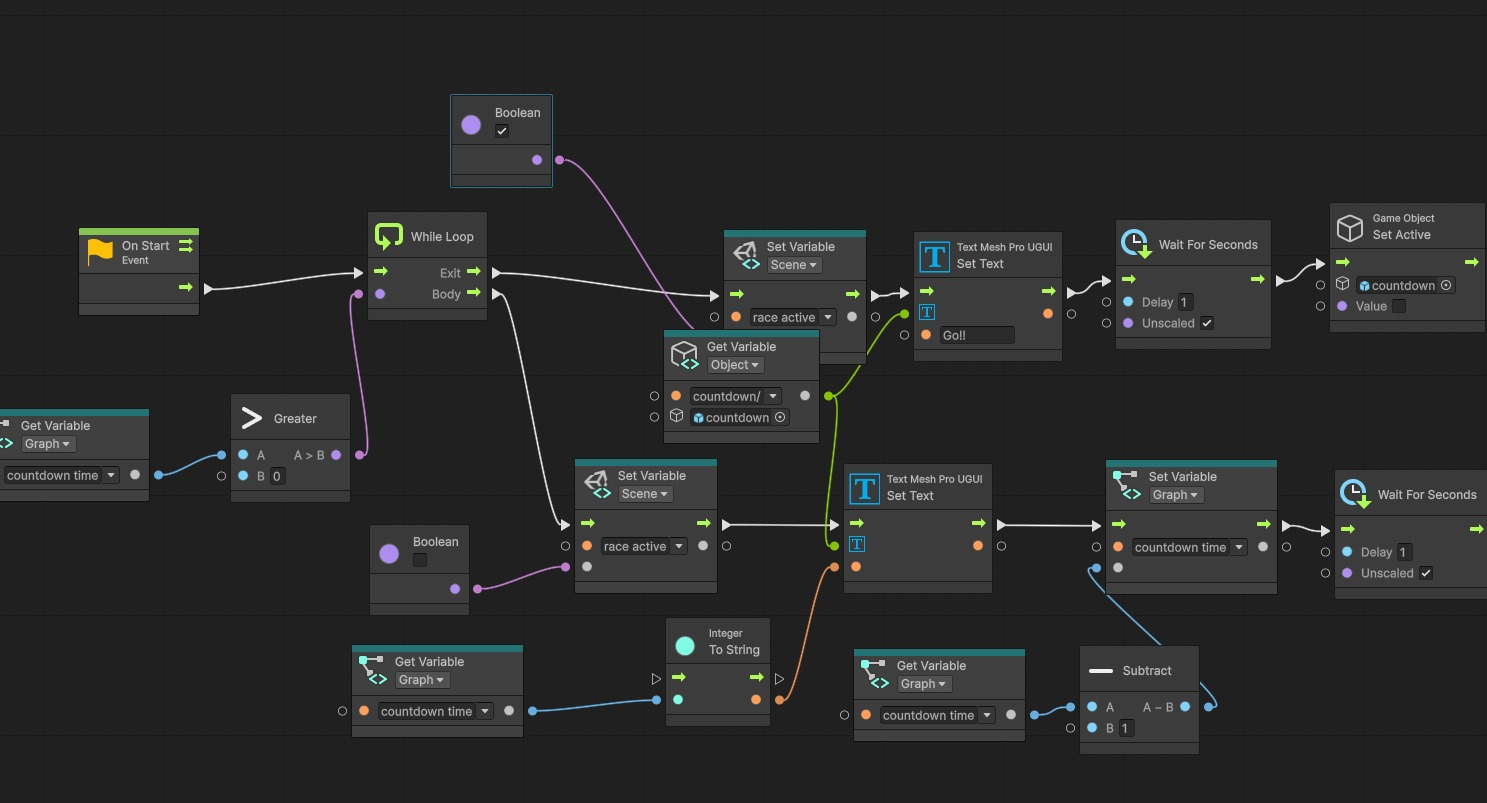 Boolean
On Start
Event
While Loop
Exit
Body
Set Variable
Scene
race active
Text Mesh Pro UGUI
Set Text
Go!!
Wait For Seconds
Delay 1
Unscaled
Game Object
Set Active
countdown
Value
Get Variable
Object
countdown/
countdown
Get Variable
Graph
countdown time
Greater
A A > B
B 0
Boolean
Set Variable
Scene
race active
Text Mesh Pro UGUI
Set Text
Set Variable
Graph
countdown time
Wait For Seconds
Delay 1
Unscaled
Get Variable
Graph
countdown time
Integer
To String
Get Variable
Graph
countdown time
Subtract
A A − B
B 1